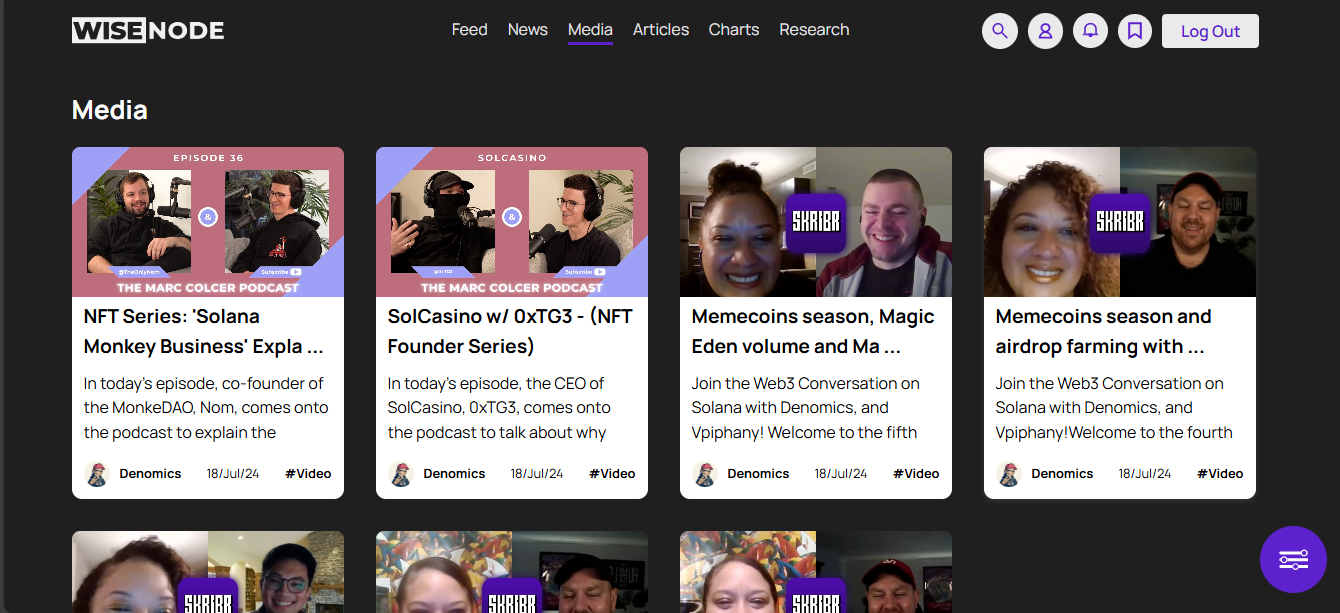 WISENODE
Feed News Media Articles Charts Research
Log Out
Media
EPISODE 36
&
@TheOnlyNom
Subscribe
THE MARC COLCER PODCAST
NFT Series: 'Solana
Monkey Business' Expla ...
In today's episode, co-founder of
the MonkeDAO, Nom, comes onto
the podcast to explain the
Denomics 18/Jul/24 #Video
SOLCASINO
&
@0xTG3
Subscribe
THE MARC COLCER PODCAST
SolCasino w/ 0xTG3 - (NFT
Founder Series)
In today's episode, the CEO of
SolCasino, 0xTG3, comes onto
the podcast to talk about why
Denomics 18/Jul/24 #Video
SKRIBR
Memecoins season, Magic
Eden volume and Ma ...
Join the Web3 Conversation on
Solana with Denomics, and
Vpiphany! Welcome to the fifth
Denomics 18/Jul/24 #Video
SKRIBR
Memecoins season and
airdrop farming with ...
Join the Web3 Conversation on
Solana with Denomics, and
Vpiphany!Welcome to the fourth
Denomics 18/Jul/24 #Video
SKRIBR
SKRIBR
SKRIBR